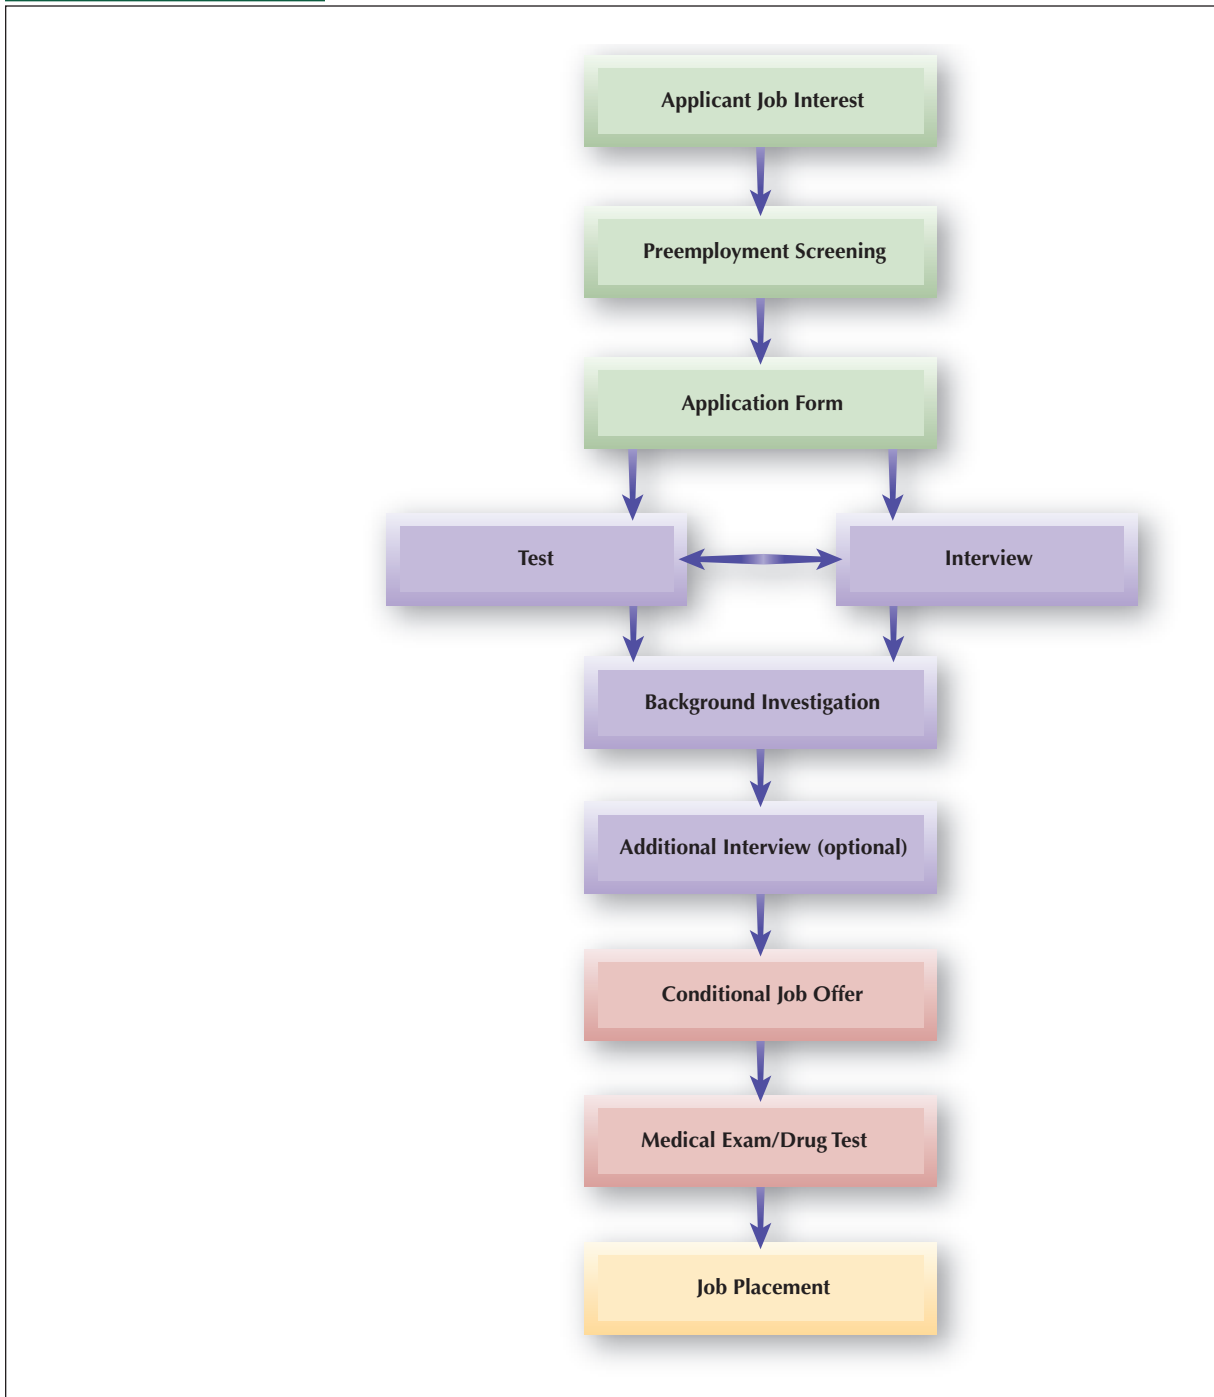 Applicant Job Interest
Preemployment Screening
Application Form
Test
Interview
Background Investigation
Additional Interview (optional)
Conditional Job Offer
Medical Exam/Drug Test
Job Placement